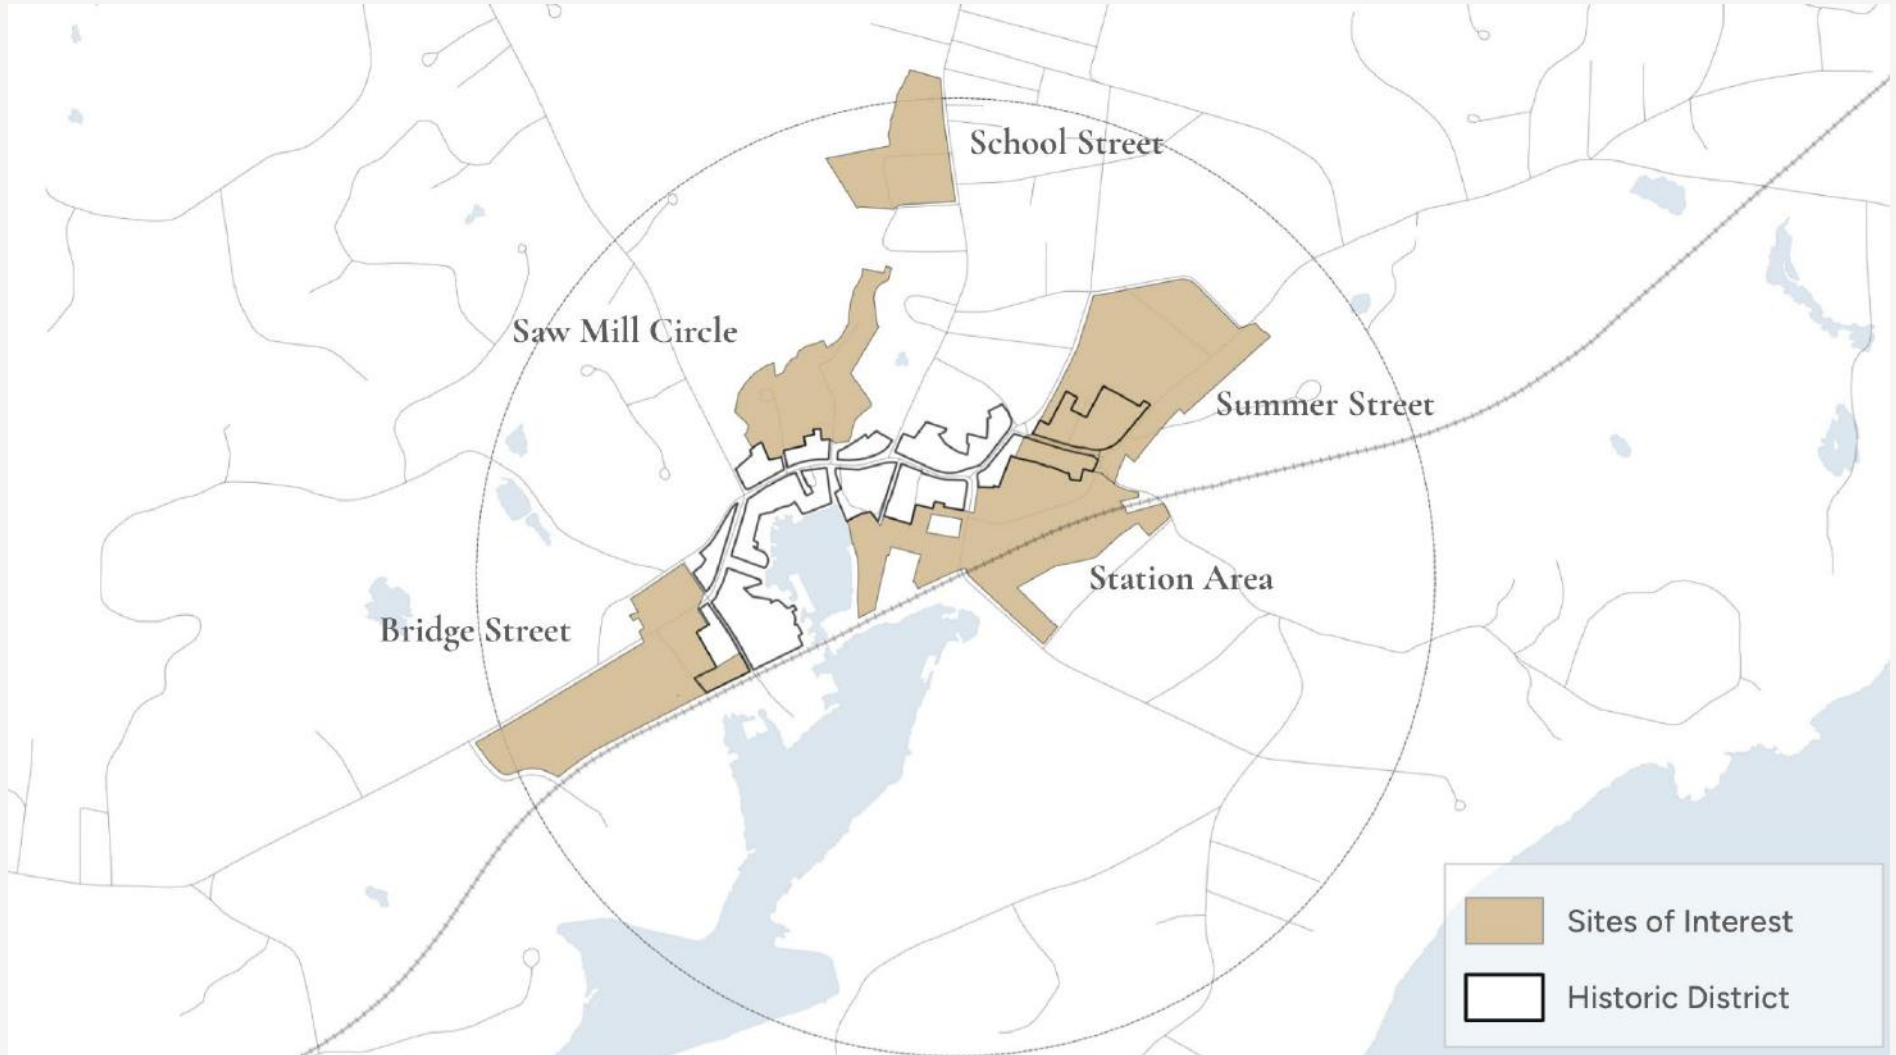 School Street
Saw Mill Circle
Summer Street
Station Area
Bridge Street
Sites of Interest
Historic District